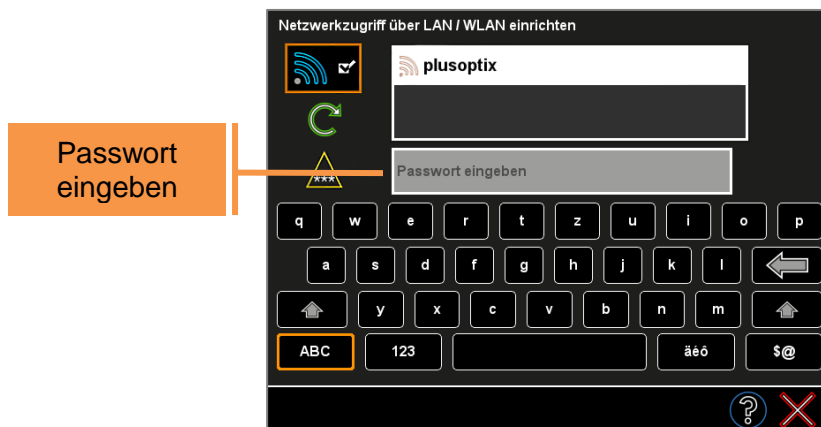 Netzwerkzugriff über LAN / WLAN einrichten
plusoptix
Passwort
eingeben
***
Passwort eingeben
q w e r t z u i o p
a s d f g h j k l
y x c v b n m
ABC 123 äéô $@
?